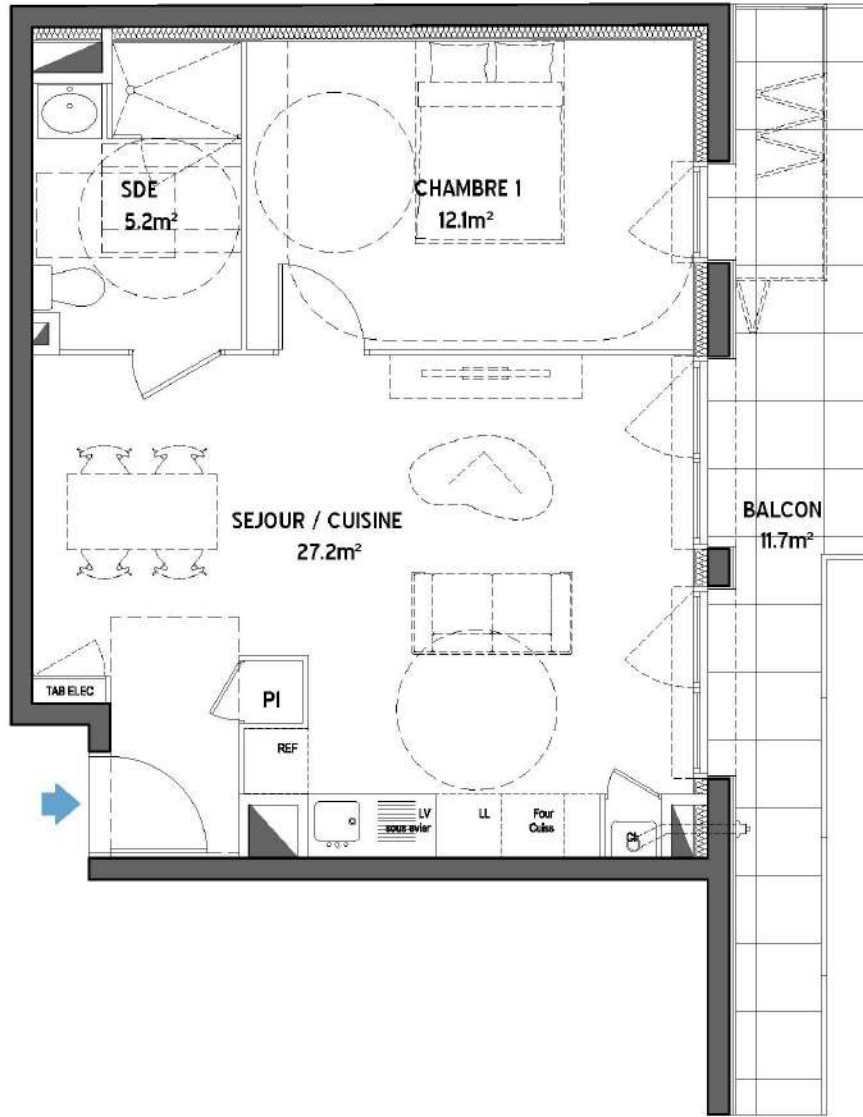 SDE
5.2m²
CHAMBRE 1
12.1m²
SEJOUR / CUISINE
27.2m²
BALCON
11.7m²
TAB ELEC
PI
REF
LV
sous evier
LL
Four
Cuiss
Ch